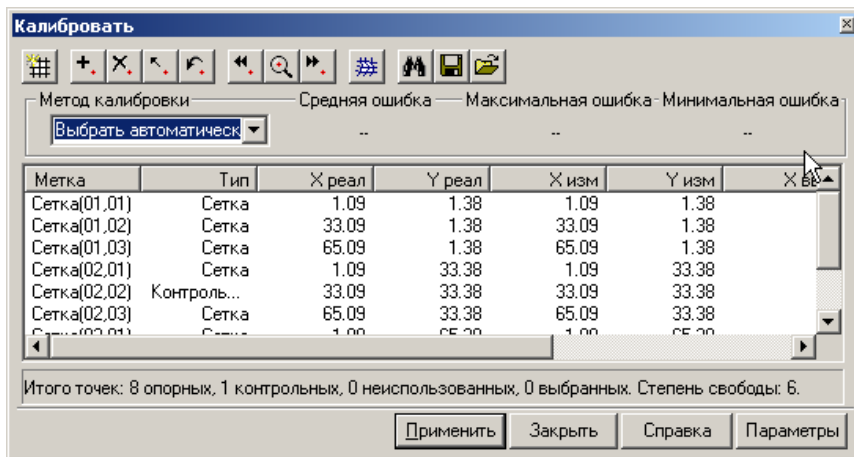 Калибровать
Метод калибровки Средняя ошибка Максимальная ошибка Минимальная ошибка
Выбрать автоматическ -- -- --
Метка Тип X реал Y реал X изм Y изм
Сетка(01,01) Сетка 1.09 1.38 1.09 1.38
Сетка(01,02) Сетка 33.09 1.38 33.09 1.38
Сетка(01,03) Сетка 65.09 1.38 65.09 1.38
Сетка(02,01) Сетка 1.09 33.38 1.09 33.38
Сетка(02,02) Контроль... 33.09 33.38 33.09 33.38
Сетка(02,03) Сетка 65.09 33.38 65.09 33.38
Итого точек: 8 опорных, 1 контрольных, 0 неиспользованных, 0 выбранных. Степень свободы: 6.
Применить Закрыть Справка Параметры